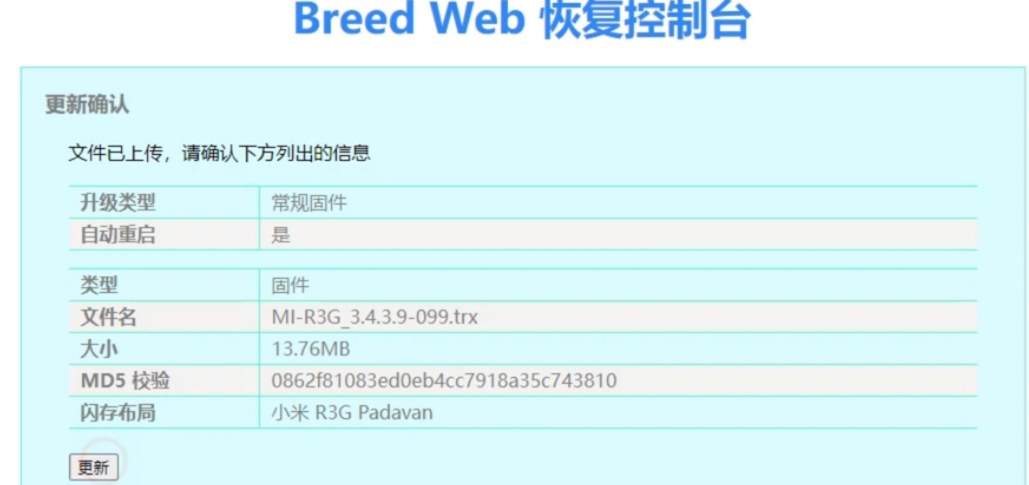 Breed Web 恢复控制台
更新确认
文件已上传，请确认下方列出的信息
升级类型 常规固件
自动重启 是
类型 固件
文件名 MI-R3G_3.4.3.9-099.trx
大小 13.76MB
MD5 校验 0862f81083ed0eb4cc7918a35c743810
闪存布局 小米 R3G Padavan
更新